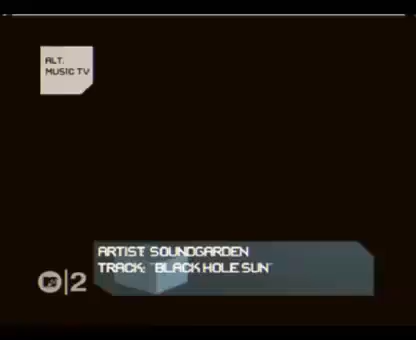 ALT.
MUSIC TV
ARTIST: SOUNDGARDEN
TRACK: "BLACK HOLE SUN"
2